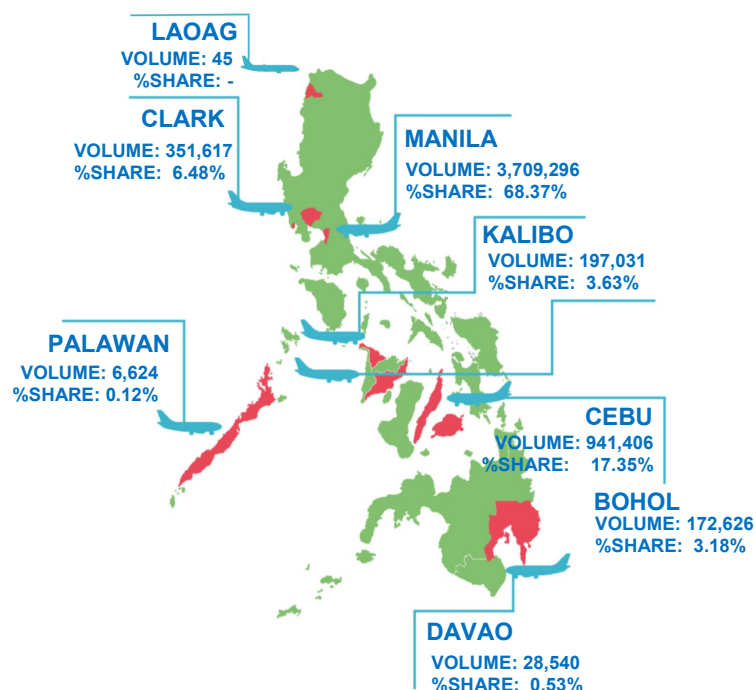 LAOAG
VOLUME: 45
%SHARE: -
CLARK
VOLUME: 351,617
%SHARE: 6.48%
MANILA
VOLUME: 3,709,296
%SHARE: 68.37%
KALIBO
VOLUME: 197,031
%SHARE: 3.63%
PALAWAN
VOLUME: 6,624
%SHARE: 0.12%
CEBU
VOLUME: 941,406
%SHARE: 17.35%
BOHOL
VOLUME: 172,626
%SHARE: 3.18%
DAVAO
VOLUME: 28,540
%SHARE: 0.53%